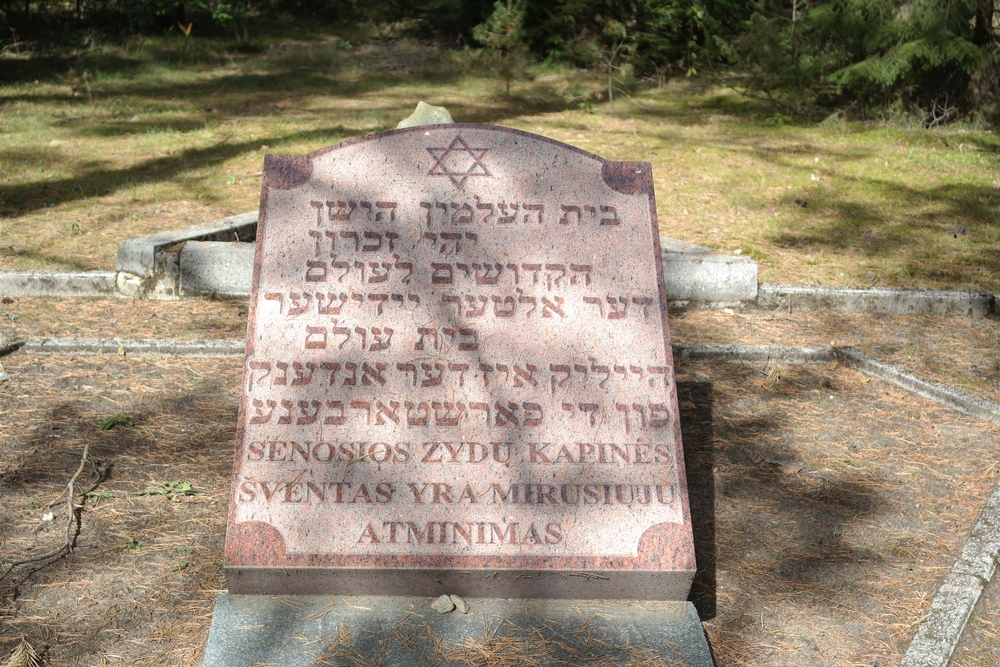 בית העלמין הישן
יהי זכרון
הקדושים לעולם
דער אלטער יידישער
בית עולם
הייליק איז דער אנדענק
פון די פארשטארבענע
SENOSIOS ŽYDŲ KAPINĖS
ŠVENTAS YRA MIRUSIŲJŲ
ATMINIMAS